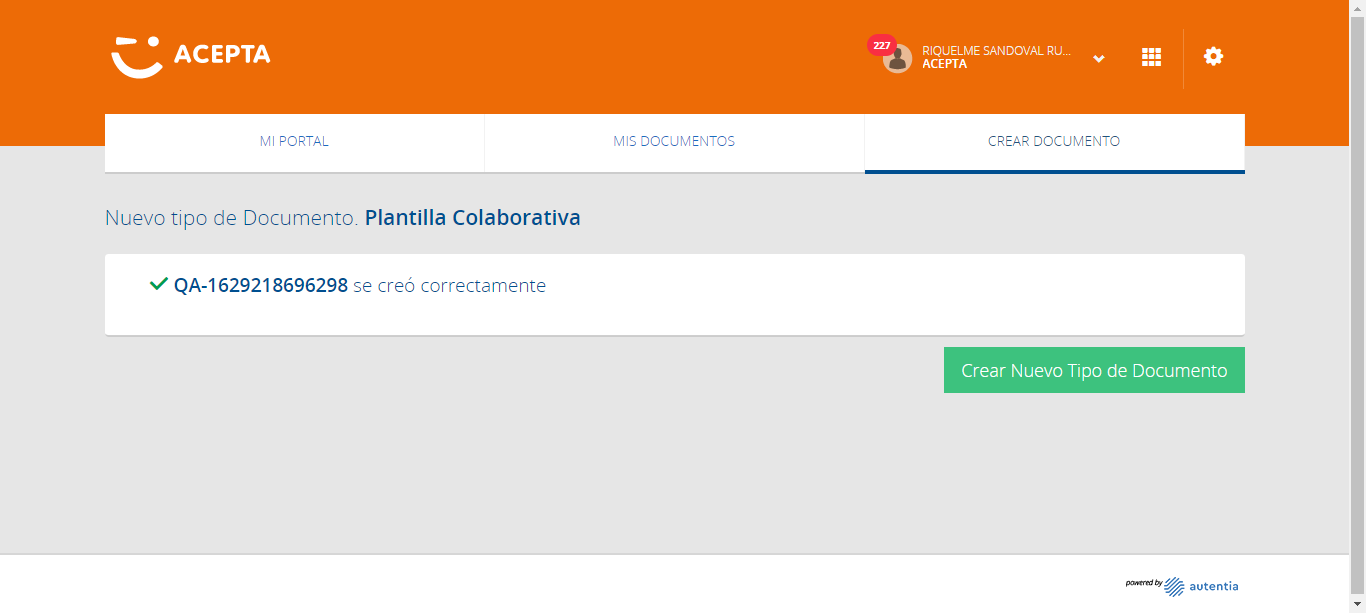 ACEPTA
227
RIQUELME SANDOVAL RU...
ACEPTA
MI PORTAL
MIS DOCUMENTOS
CREAR DOCUMENTO
Nuevo tipo de Documento. Plantilla Colaborativa
QA-1629218696298 se creó correctamente
Crear Nuevo Tipo de Documento
powered by autentia